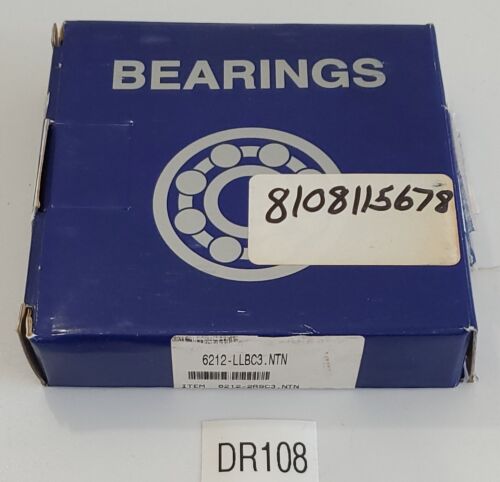 BEARINGS
8108115678
6212-LLBC3.NTN
ITEM 6212-2RSC3.NTN
DR108